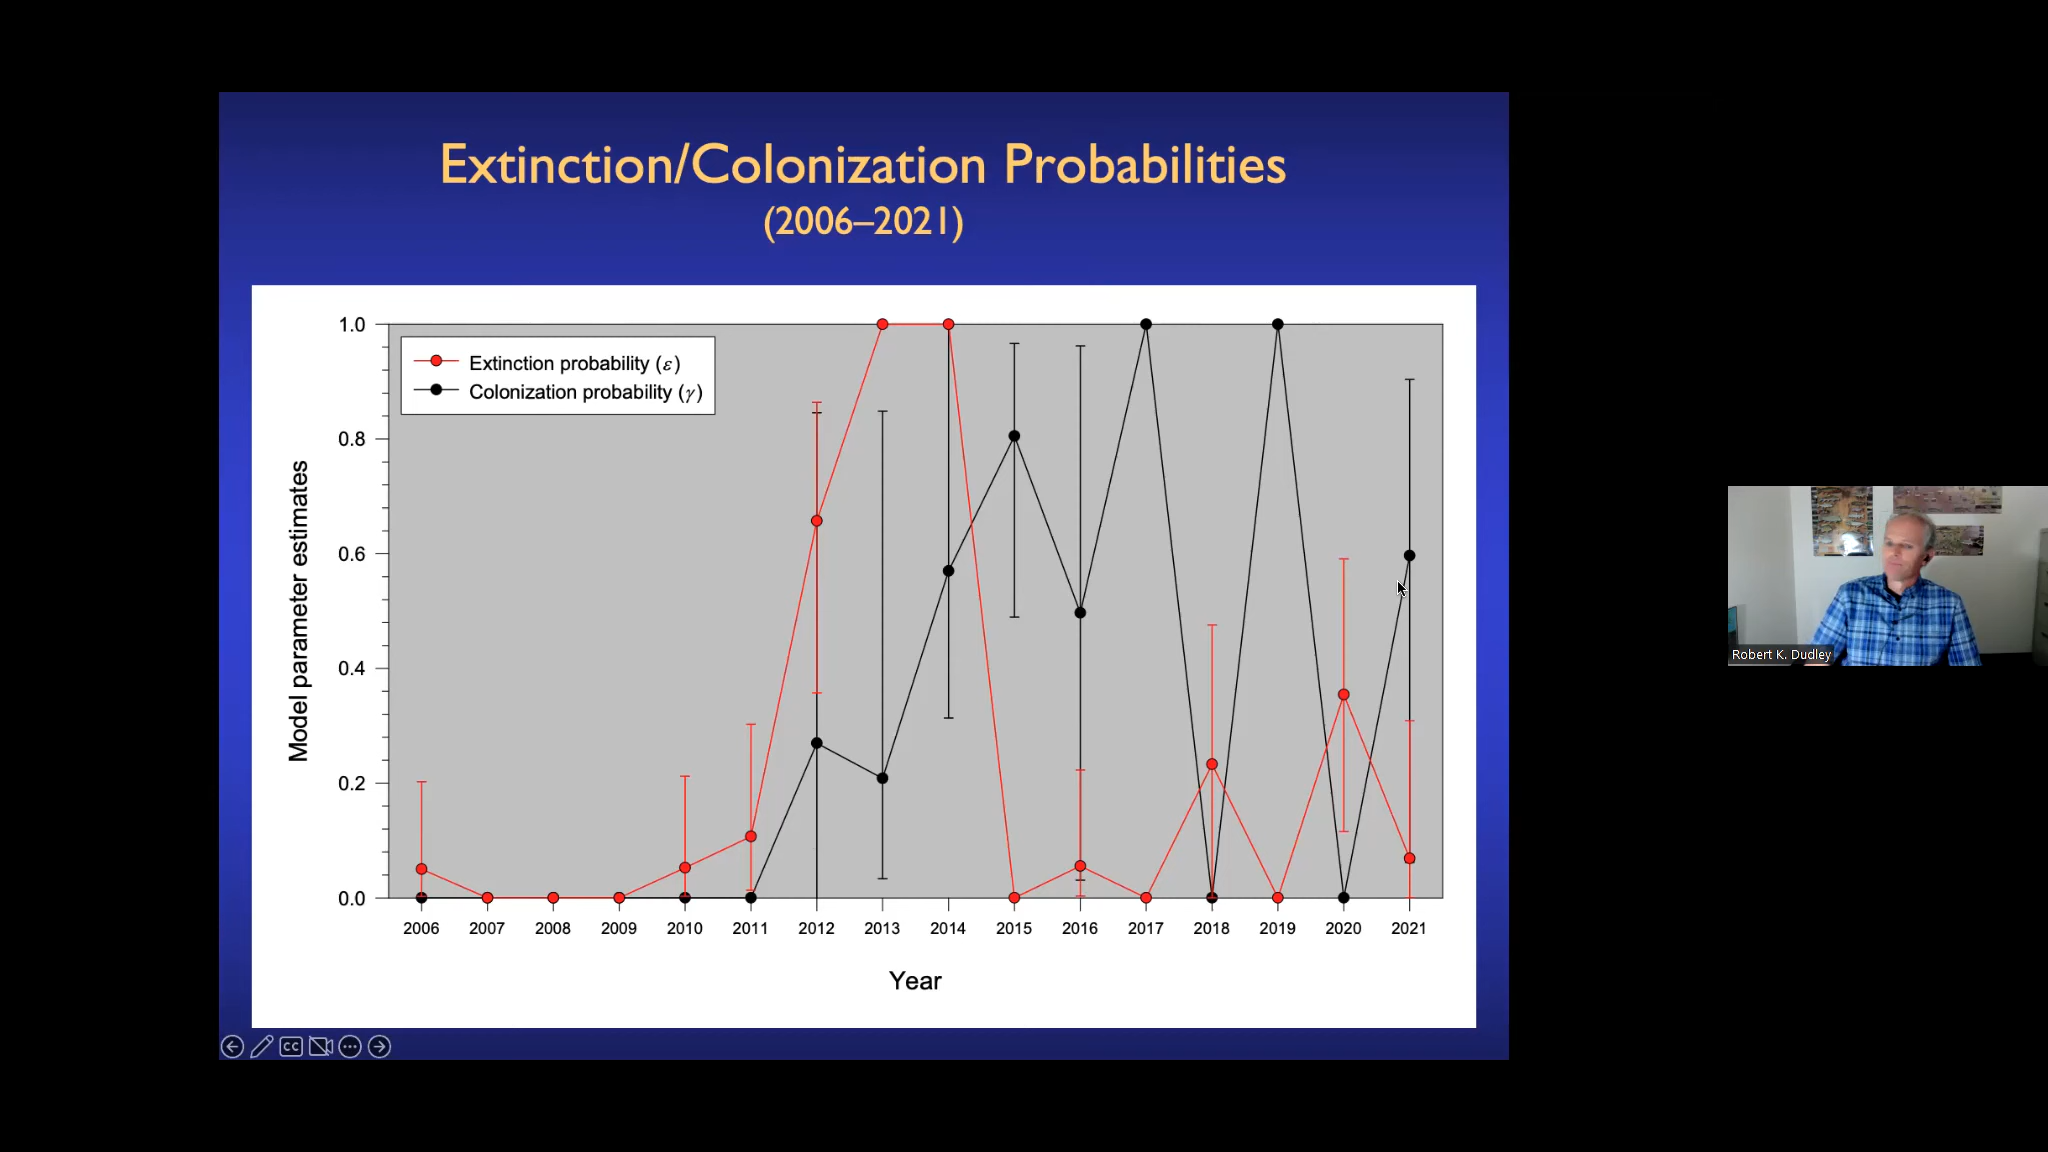 Extinction/Colonization Probabilities
(2006–2021)
1.0
0.8
0.6
0.4
0.2
0.0
Model parameter estimates
Extinction probability (ε)
Colonization probability (γ)
2006 2007 2008 2009 2010 2011 2012 2013 2014 2015 2016 2017 2018 2019 2020 2021
Year
CC
Robert K. Dudley